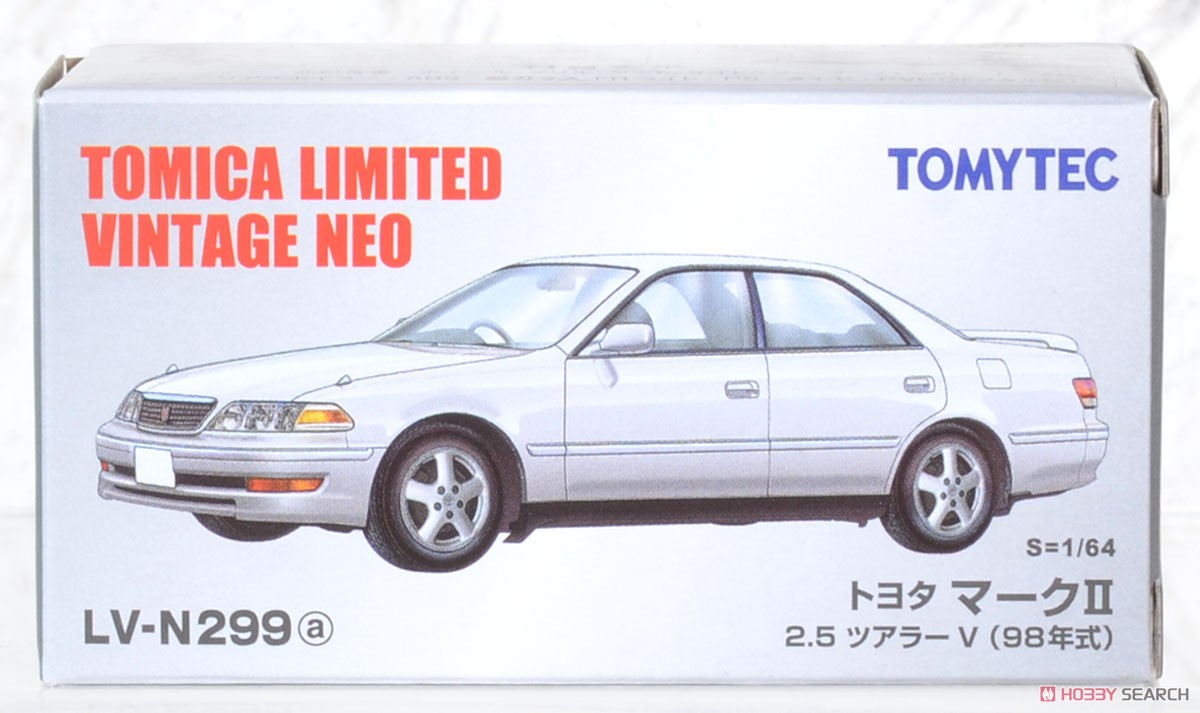 TOMICA LIMITED
VINTAGE NEO
TOMYTEC
S=1/64
LV-N299ⓐ
トヨタ マークII
2.5 ツアラー V (98年式)
HOBBY SEARCH